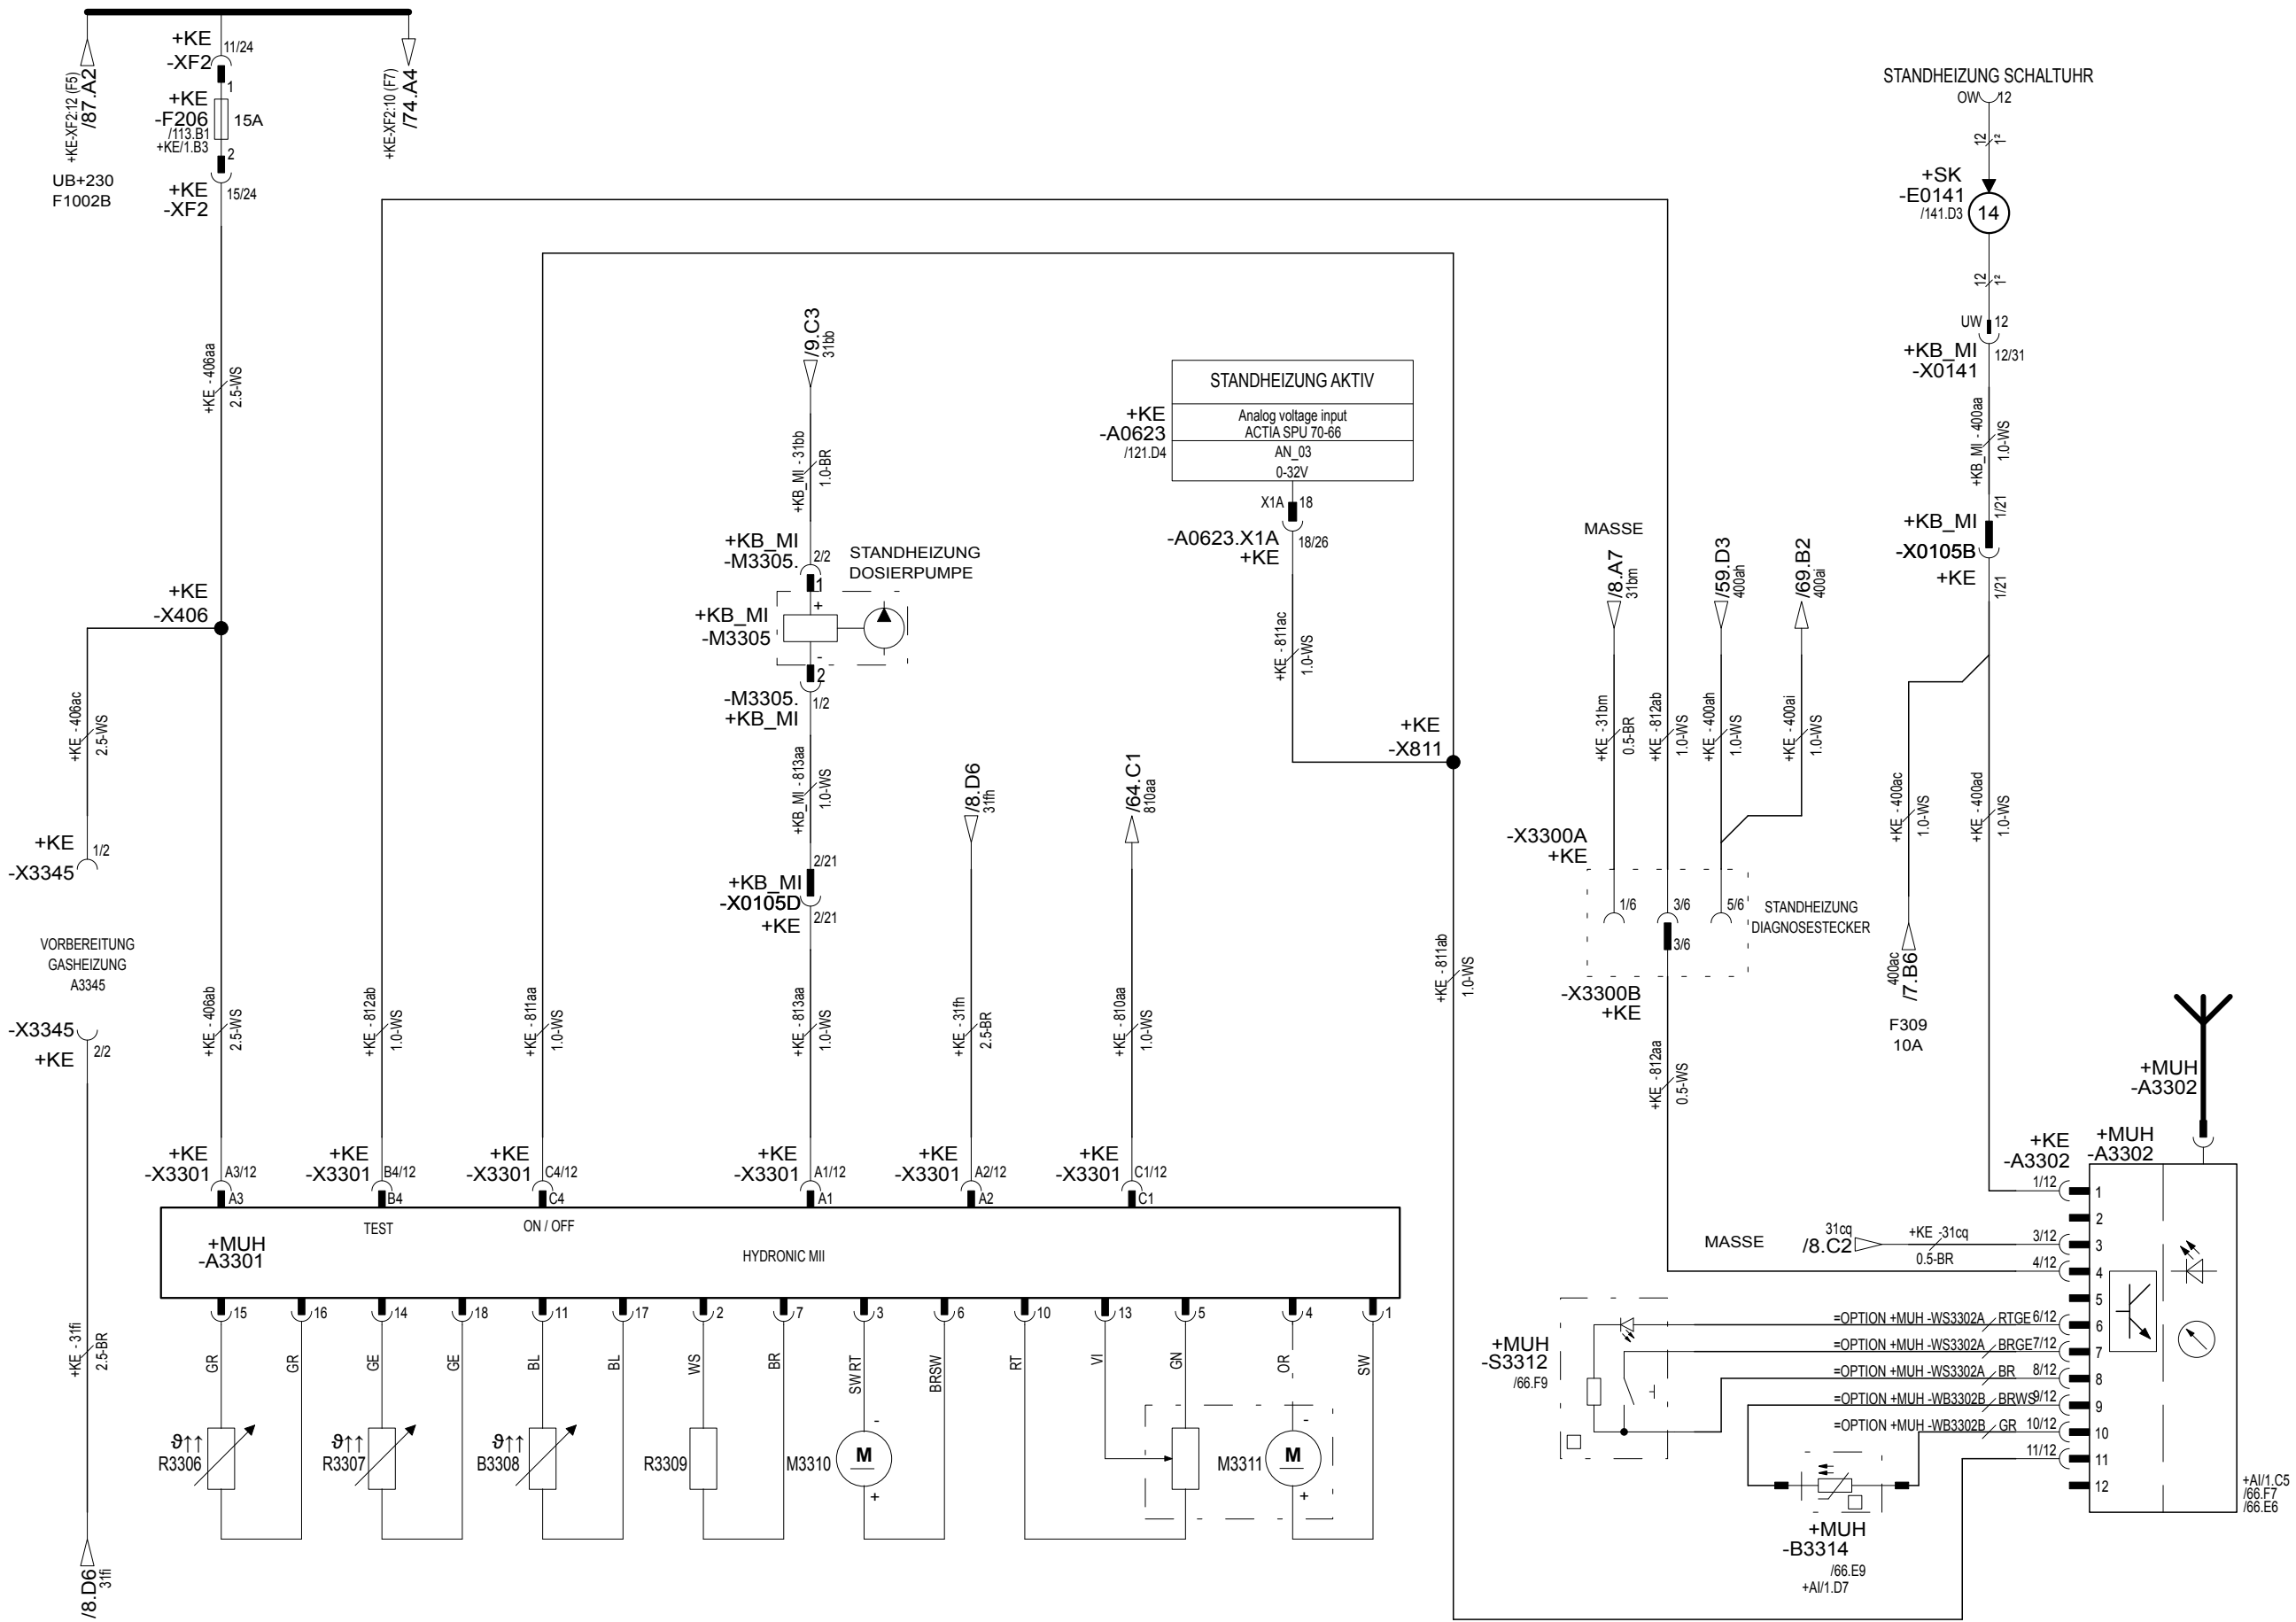 +KE
-XF2
11/24
1
+KE
-F206
/113.B1
+KE/1.B3
15A
2
+KE
-XF2
15/24
+KE-XF2:12 (F5)
/87.A2
UB+230
F1002B
+KE-XF2:10 (F7)
/74.A4
+KE - 406aa
2.5-WS
+KE
-X406
+KE - 406ac
2.5-WS
+KE
-X3345
1/2
VORBEREITUNG
GASHEIZUNG
A3345
-X3345
+KE
2/2
+KE - 31fi
2.5-BR
/8.D6
31fi
+KE - 406ab
2.5-WS
+KE - 812ab
1.0-WS
+KE - 811aa
1.0-WS
/9.C3
31bb
+KB_MI - 31bb
1.0-BR
+KB_MI
-M3305.
2/2
STANDHEIZUNG
DOSIERPUMPE
1
+
+KB_MI
-M3305
-
2
-M3305.
+KB_MI
1/2
+KB_MI - 813aa
1.0-WS
2/21
+KB_MI
-X0105D
+KE
2/21
+KE - 813aa
1.0-WS
/8.D6
31fh
+KE - 31fh
2.5-BR
/64.C1
810aa
+KE - 810aa
1.0-WS
STANDHEIZUNG AKTIV
Analog voltage input
ACTIA SPU 70-66
AN_03
0-32V
+KE
-A0623
/121.D4
X1A 18
-A0623.X1A
+KE
18/26
+KE - 811ac
1.0-WS
+KE
-X811
+KE - 811ab
1.0-WS
MASSE
/8.A7
31bm
+KE - 31bm
0.5-BR
+KE - 812ab
1.0-WS
/59.D3
400ah
+KE - 400ah
1.0-WS
/69.B2
400ai
+KE - 400ai
1.0-WS
-X3300A
+KE
1/6
3/6
5/6
3/6
STANDHEIZUNG
DIAGNOSESTECKER
-X3300B
+KE
+KE - 812aa
0.5-WS
STANDHEIZUNG SCHALTUHR
OW 12
12
1²
+SK
-E0141
/141.D3
14
12
1²
UW 12
+KB_MI
-X0141
12/31
+KB_MI - 400aa
1.0-WS
1/21
+KB_MI
-X0105B
+KE
1/21
+KE - 400ac
1.0-WS
+KE - 400ad
1.0-WS
400ac
/7.B6
F309
10A
+MUH
-A3302
+KE
-A3302
+MUH
-A3302
1/12
3/12
4/12
1
2
3
4
5
6
7
8
9
10
11
12
MASSE
31cq
/8.C2
+KE -31cq
0.5-BR
=OPTION +MUH -WS3302A RTGE 6/12
=OPTION +MUH -WS3302A BRGE 7/12
=OPTION +MUH -WS3302A BR 8/12
=OPTION +MUH -WB3302B BRWS 9/12
=OPTION +MUH -WB3302B GR 10/12
11/12
+MUH
-S3312
/66.F9
+MUH
-B3314
/66.E9
+AI/1.D7
+AI/1.C5
/66.F7
/66.E6
+KE
-X3301
A3/12
A3
+KE
-X3301
B4/12
B4
+KE
-X3301
C4/12
C4
+KE
-X3301
A1/12
A1
+KE
-X3301
A2/12
A2
+KE
-X3301
C1/12
C1
TEST
ON / OFF
+MUH
-A3301
HYDRONIC MII
15
16
14
18
11
17
2
7
3
6
10
13
5
4
1
GR
GR
GE
GE
BL
BL
WS
BR
SW RT
BRSW
RT
VI
GN
OR
SW
ϑ↑↑
R3306
ϑ↑↑
R3307
ϑ↑↑
B3308
R3309
M3310
-
M
+
M3311
-
M
+